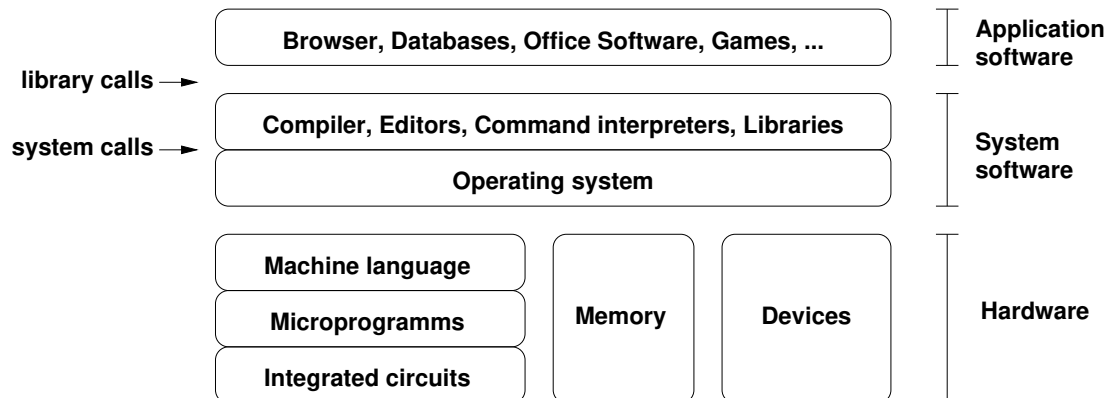 Browser, Databases, Office Software, Games, ...
Application
software
library calls
Compiler, Editors, Command interpreters, Libraries
system calls
Operating system
System
software
Machine language
Microprogramms
Integrated circuits
Memory
Devices
Hardware